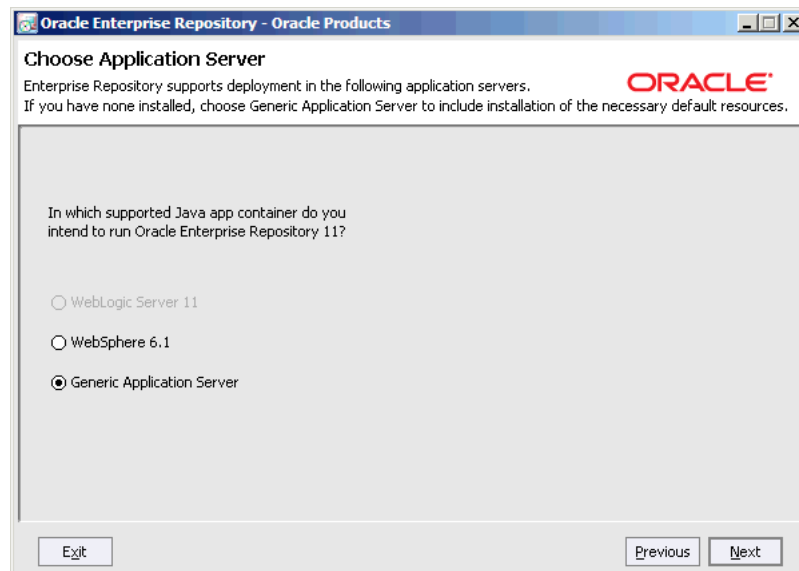 Oracle Enterprise Repository - Oracle Products
Choose Application Server
Enterprise Repository supports deployment in the following application servers.
ORACLE
If you have none installed, choose Generic Application Server to include installation of the necessary default resources.
In which supported Java app container do you
intend to run Oracle Enterprise Repository 11?
WebLogic Server 11
WebSphere 6.1
Generic Application Server
Exit
Previous
Next